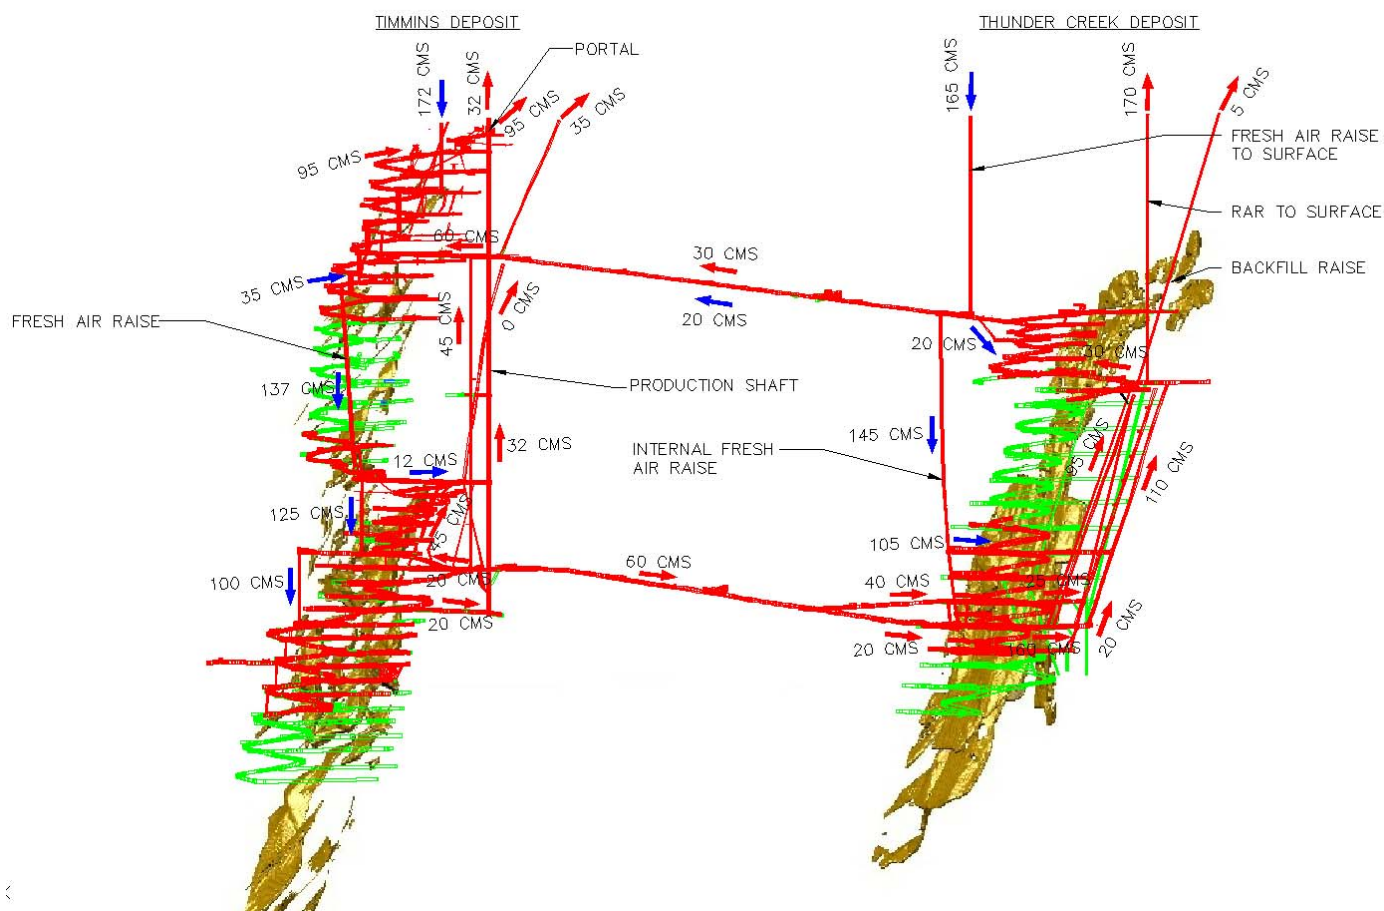 TIMMINS DEPOSIT
THUNDER CREEK DEPOSIT
PORTAL
172 CMS
32 CMS
95 CMS
35 CMS
165 CMS
170 CMS
5 CMS
FRESH AIR RAISE
TO SURFACE
95 CMS
RAR TO SURFACE
60 CMS
30 CMS
BACKFILL RAISE
35 CMS
0 CMS
20 CMS
FRESH AIR RAISE
45 CMS
20 CMS
30 CMS
137 CMS
PRODUCTION SHAFT
145 CMS
95 CMS
32 CMS
INTERNAL FRESH
AIR RAISE
12 CMS
110 CMS
125 CMS
45 CMS
105 CMS
100 CMS
20 CMS
60 CMS
40 CMS
25 CMS
20 CMS
20 CMS
160 CMS
20 CMS